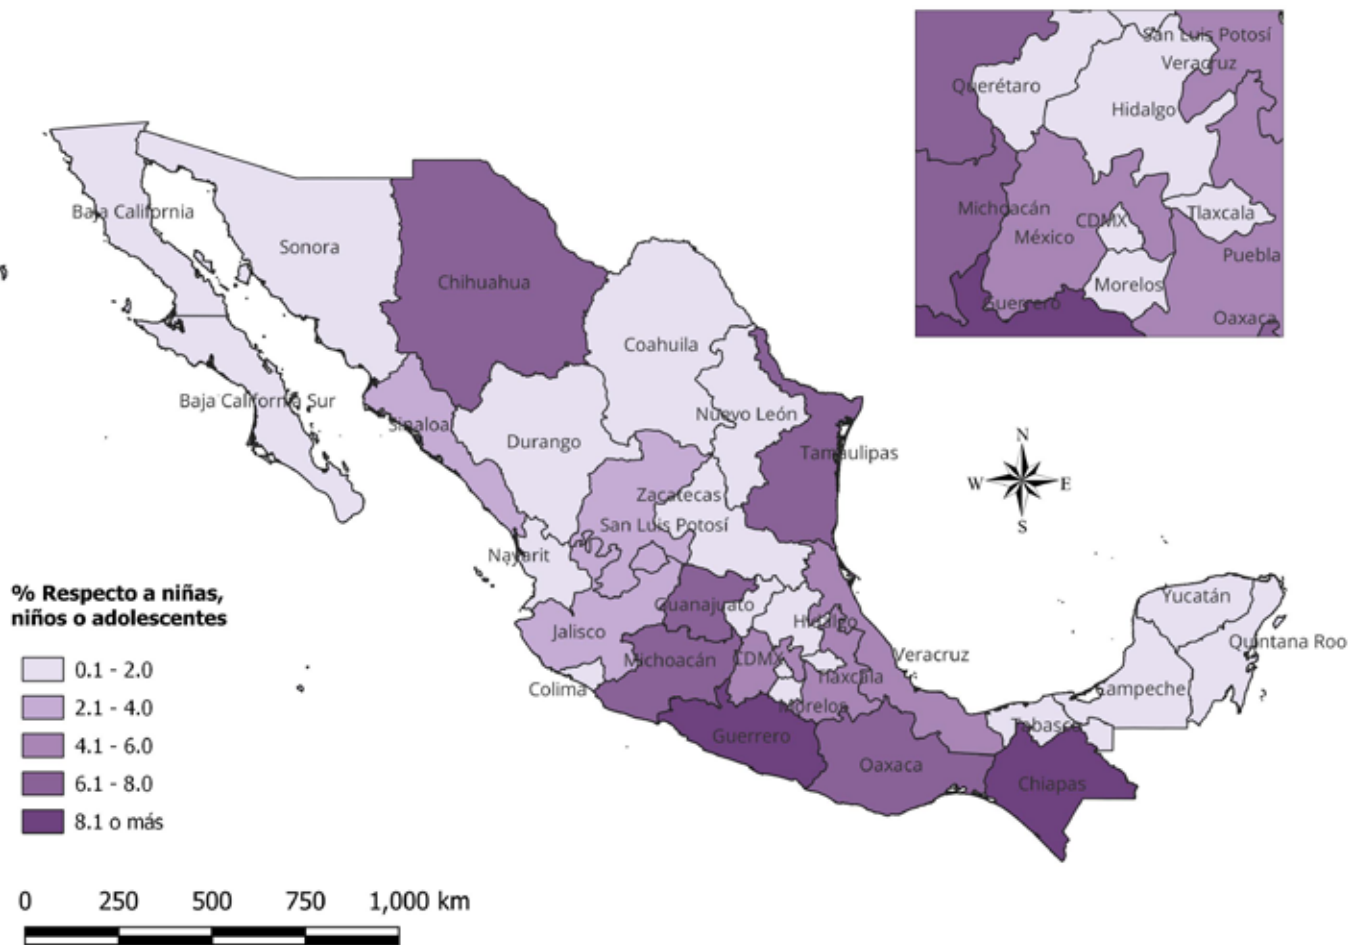 San Luis Potosí
Veracruz
Querétaro
Hidalgo
Michoacán
CDMX
Tlaxcala
México
Puebla
Morelos
Guerrero
Oaxaca
Baja California
Sonora
Chihuahua
Coahuila
Baja California Sur
Sinaloa
Nuevo León
Durango
Tamaulipas
Zacatecas
San Luis Potosí
Nayarit
Guanajuato
Hidalgo
Jalisco
Michoacán
CDMX
Veracruz
Tlaxcala
Colima
Morelos
Guerrero
Oaxaca
Yucatán
Quintana Roo
Campeche
Tabasco
Chiapas
N
W
E
S
% Respecto a niñas,
niños o adolescentes
0.1 - 2.0
2.1 - 4.0
4.1 - 6.0
6.1 - 8.0
8.1 o más
0 250 500 750 1,000 km